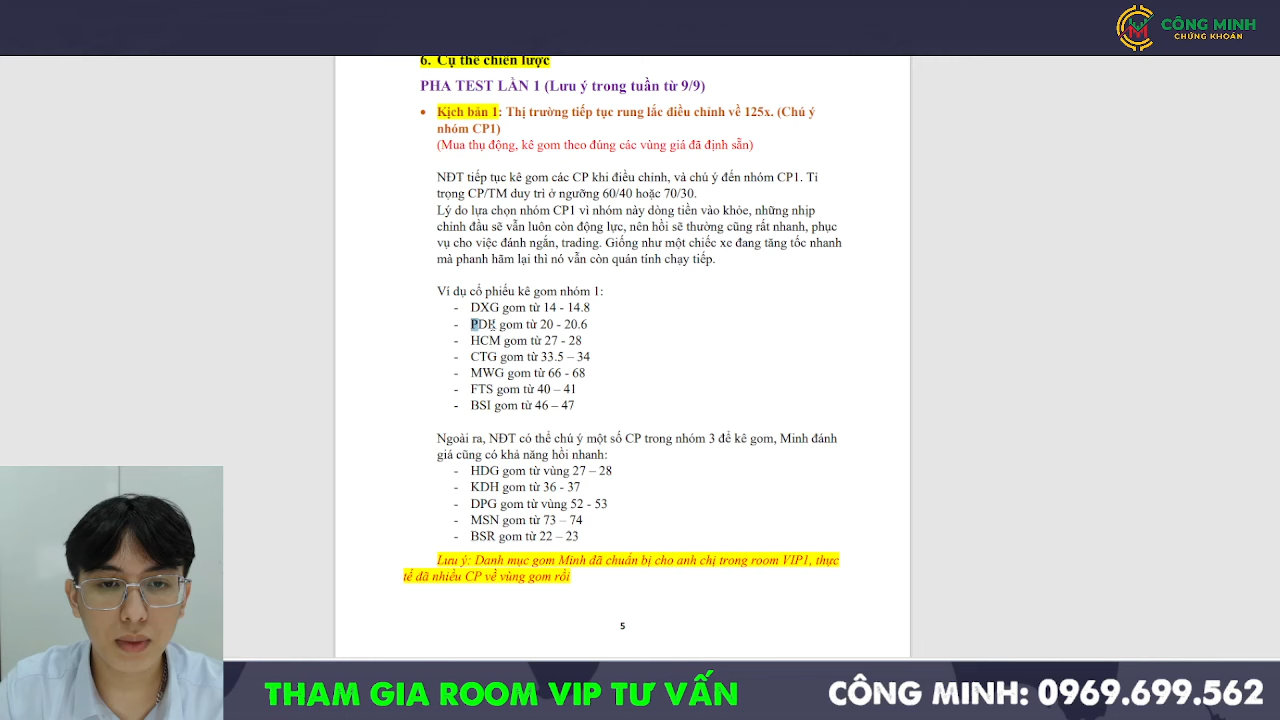 CÔNG MINH
CHỨNG KHOÁN
6. Cụ thể chiến lược
PHA TEST LẦN 1 (Lưu ý trong tuần từ 9/9)
• Kịch bản 1: Thị trường tiếp tục rung lắc điều chỉnh về 125x. (Chú ý
nhóm CP1)
(Mua thụ động, kê gom theo đúng các vùng giá đã định sẵn)
NĐT tiếp tục kê gom các CP khi điều chỉnh, và chú ý đến nhóm CP1. Tỉ
trọng CP/TM duy trì ở ngưỡng 60/40 hoặc 70/30.
Lý do lựa chọn nhóm CP1 vì nhóm này dòng tiền vào khỏe, những nhịp
chỉnh đầu sẽ vẫn luôn còn động lực, nên hồi sẽ thường cũng rất nhanh, phục
vụ cho việc đánh ngắn, trading. Giống như một chiếc xe đang tăng tốc nhanh
mà phanh hãm lại thì nó vẫn còn quán tính chạy tiếp.
Ví dụ cổ phiếu kê gom nhóm 1:
- DXG gom từ 14 - 14.8
- PDR gom từ 20 - 20.6
- HCM gom từ 27 - 28
- CTG gom từ 33.5 – 34
- MWG gom từ 66 - 68
- FTS gom từ 40 – 41
- BSI gom từ 46 – 47
Ngoài ra, NĐT có thể chú ý một số CP trong nhóm 3 để kê gom, Minh đánh
giá cũng có khả năng hồi nhanh:
- HDG gom từ vùng 27 – 28
- KDH gom từ 36 - 37
- DPG gom từ vùng 52 - 53
- MSN gom từ 73 – 74
- BSR gom từ 22 – 23
Lưu ý: Danh mục gom Minh đã chuẩn bị cho anh chị trong room VIP1, thực
tế đã nhiều CP về vùng gom rồi
5
THAM GIA ROOM VIP TƯ VẤN
CÔNG MINH: 0969.699.562